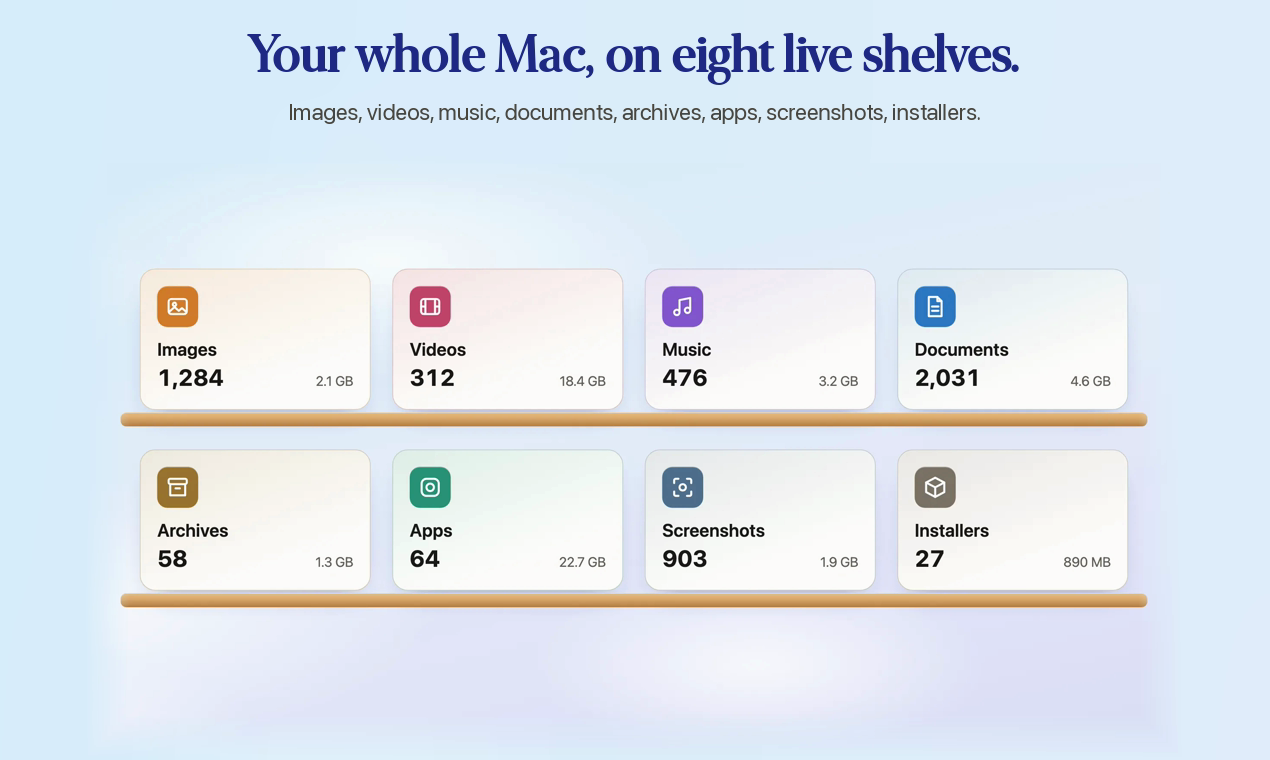 Your whole Mac, on eight live shelves.
Images, videos, music, documents, archives, apps, screenshots, installers.
Images
1,284 2.1 GB
Videos
312 18.4 GB
Music
476 3.2 GB
Documents
2,031 4.6 GB
Archives
58 1.3 GB
Apps
64 22.7 GB
Screenshots
903 1.9 GB
Installers
27 890 MB